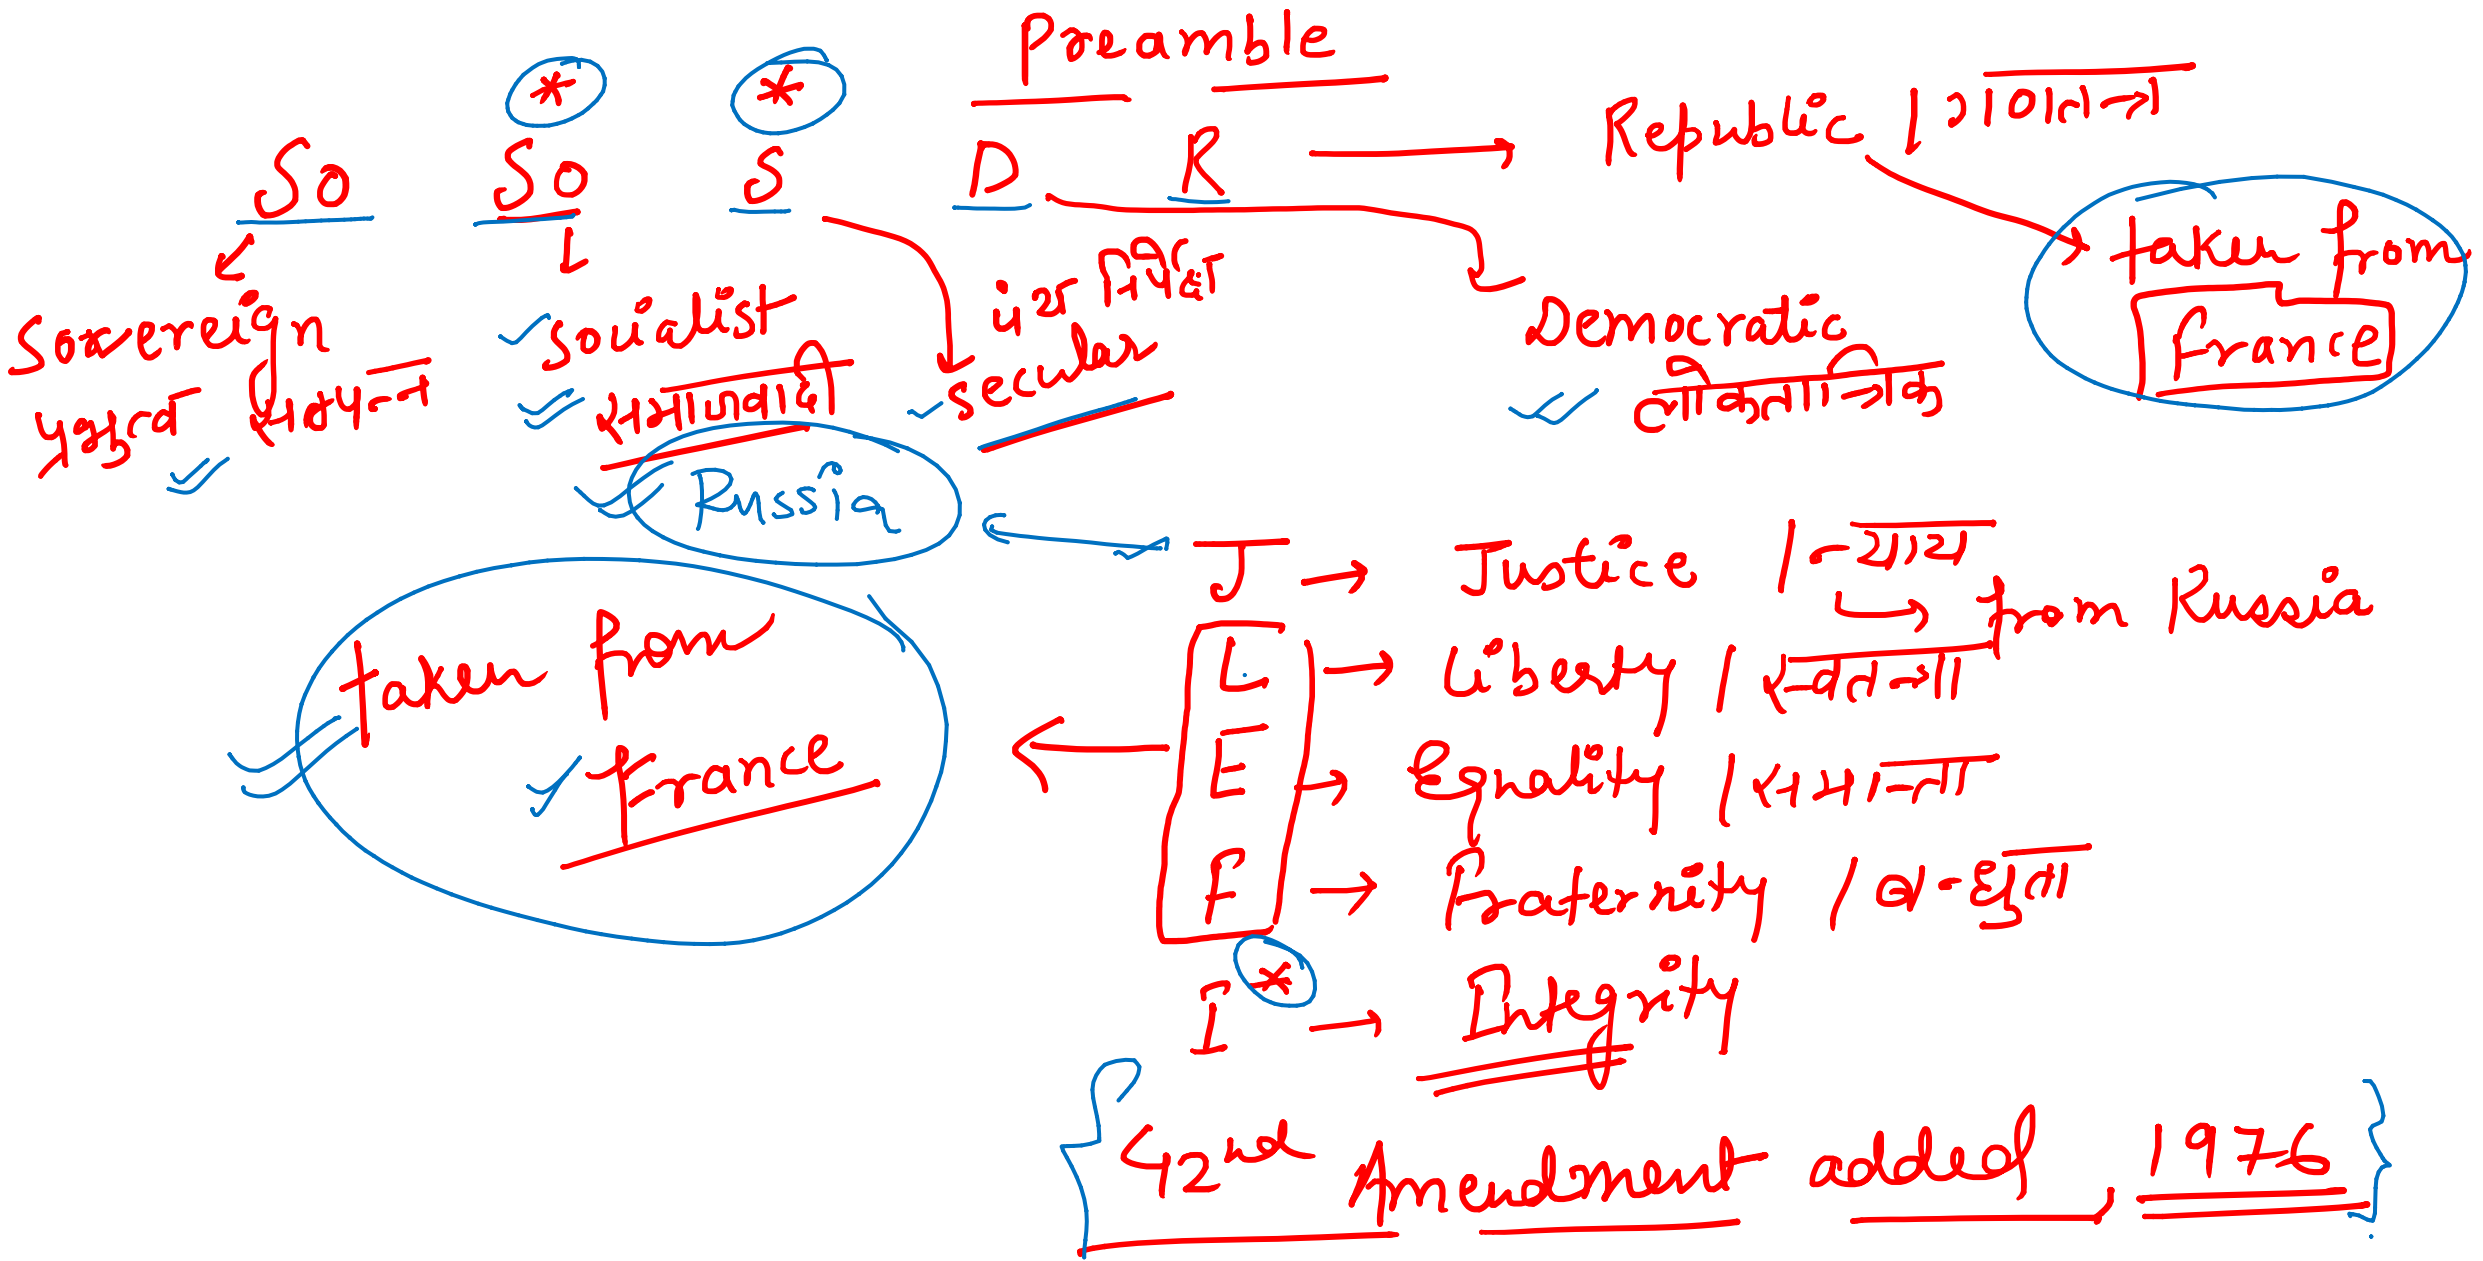 Preamble
* *
So So S D R → Republic | गणतन्त्र
taken from
France
Sovereign
प्रभुत्व सम्पन्न
Socialist
समाजवादी
पंथ निरपेक्ष
Secular
Democratic
लोकतान्त्रिक
Russia
J → Justice | न्याय
→ from Russia
L → Liberty | स्वतन्त्रता
E → Equality | समानता
F → Fraternity | बन्धुता
taken from
France
I * → Integrity
42nd Amendment added, 1976